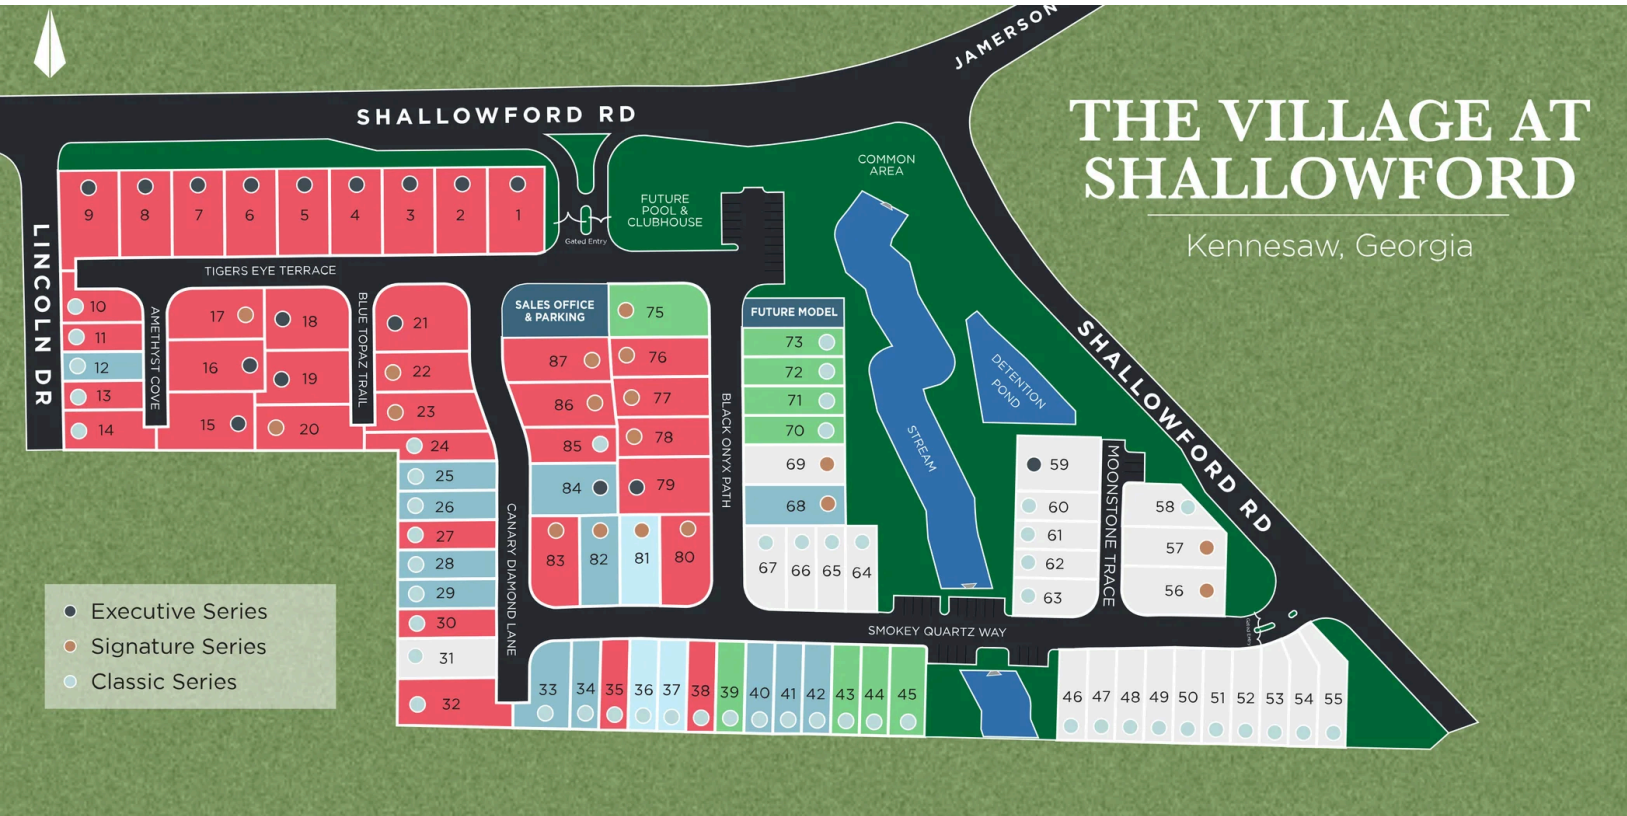 JAMERSON
SHALLOWFORD RD
THE VILLAGE AT
SHALLOWFORD
Kennesaw, Georgia
COMMON
AREA
FUTURE
POOL &
CLUBHOUSE
Gated Entry
9 8 7 6 5 4 3 2 1
LINCOLN DR
TIGERS EYE TERRACE
10
11
12
13
14
AMETHYST COVE
17
16
15
18
19
20
BLUE TOPAZ TRAIL
21
22
23
24
25
26
27
28
29
30
31
32
CANARY DIAMOND LANE
SALES OFFICE
& PARKING
75
87
76
86
77
85
78
84
79
83 82 81 80
BLACK ONYX PATH
FUTURE MODEL
73
72
71
70
69
68
67 66 65 64
STREAM
DETENTION
POND
SHALLOWFORD RD
59
60
61
62
63
MOONSTONE TRACE
58
57
56
SMOKEY QUARTZ WAY
33 34 35 36 37 38 39 40 41 42 43 44 45
46 47 48 49 50 51 52 53 54 55
Executive Series
Signature Series
Classic Series